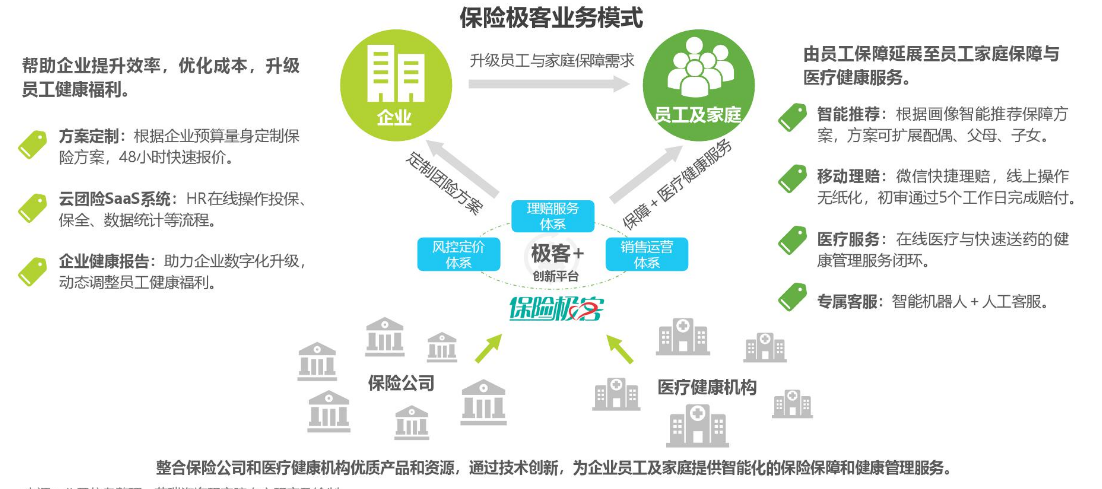 保险极客业务模式
帮助企业提升效率，优化成本，升级
员工健康福利。
方案定制：根据企业预算量身定制保
险方案，48小时快速报价。
云团险SaaS系统：HR在线操作投保、
保全、数据统计等流程。
企业健康报告：助力企业数字化升级，
动态调整员工健康福利。
企业
升级员工与家庭保障需求
员工及家庭
定制团险方案
保障＋医疗健康服务
理赔服务
体系
风控定价
体系
极客+
创新平台
销售运营
体系
保险极客
保险公司
医疗健康机构
由员工保障延展至员工家庭保障与
医疗健康服务。
智能推荐：根据画像智能推荐保障方
案，方案可扩展配偶、父母、子女。
移动理赔：微信快捷理赔，线上操作
无纸化，初审通过5个工作日完成赔付。
医疗服务：在线医疗与快速送药的健
康管理服务闭环。
专属客服：智能机器人＋人工客服。
整合保险公司和医疗健康机构优质产品和资源，通过技术创新，为企业员工及家庭提供智能化的保险保障和健康管理服务。